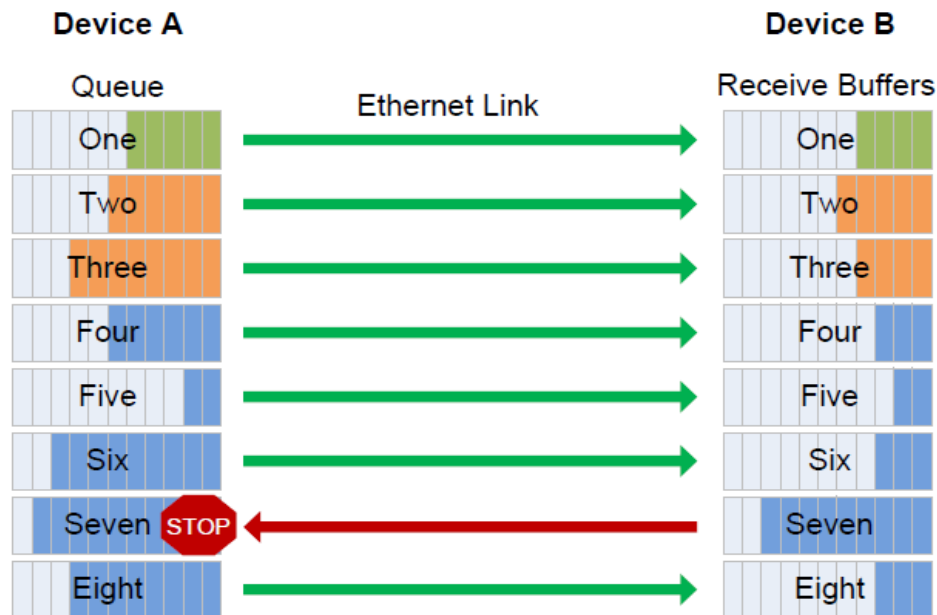 Device A
Device B
Queue
Ethernet Link
Receive Buffers
One
One
Two
Two
Three
Three
Four
Four
Five
Five
Six
Six
Seven
STOP
Seven
Eight
Eight